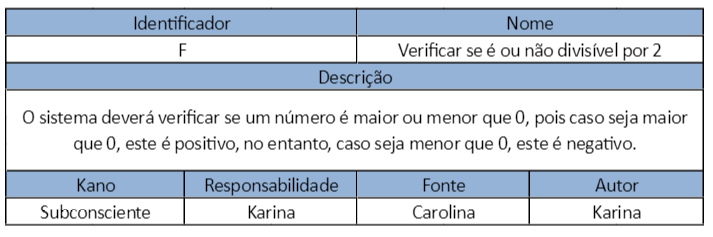 Identificador Nome
F Verificar se é ou não divisível por 2
Descrição
O sistema deverá verificar se um número é maior ou menor que 0, pois caso seja maior
que 0, este é positivo, no entanto, caso seja menor que 0, este é negativo.
Kano Responsabilidade Fonte Autor
Subconsciente Karina Carolina Karina